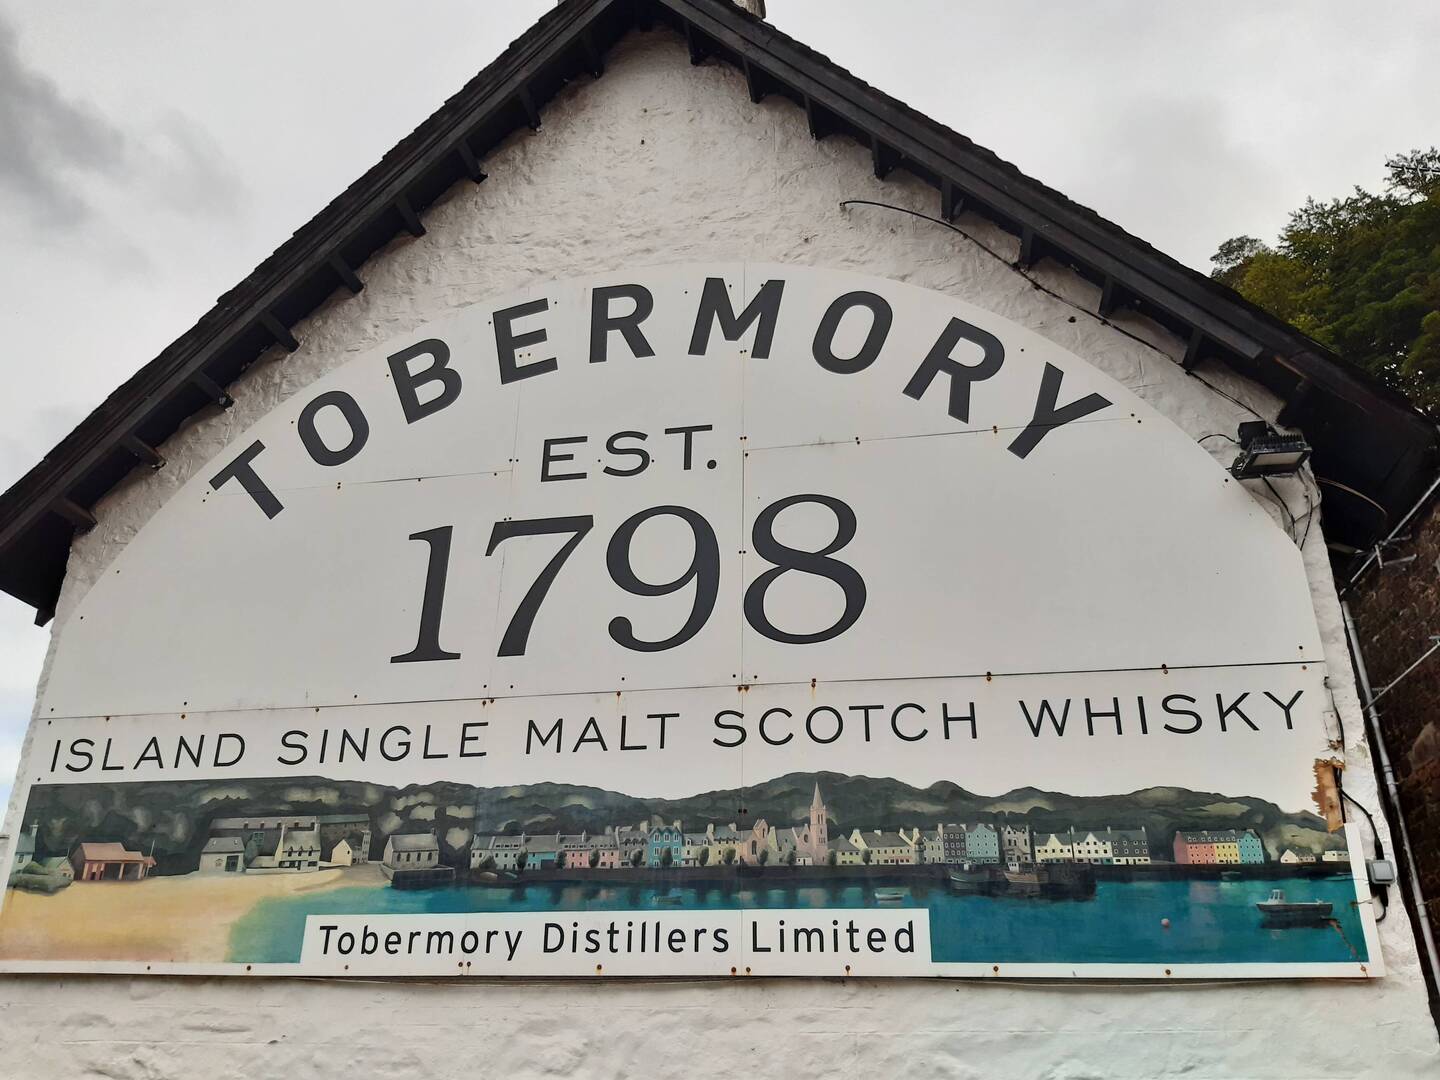 TOBERMORY
EST.
1798
ISLAND SINGLE MALT SCOTCH WHISKY
Tobermory Distillers Limited